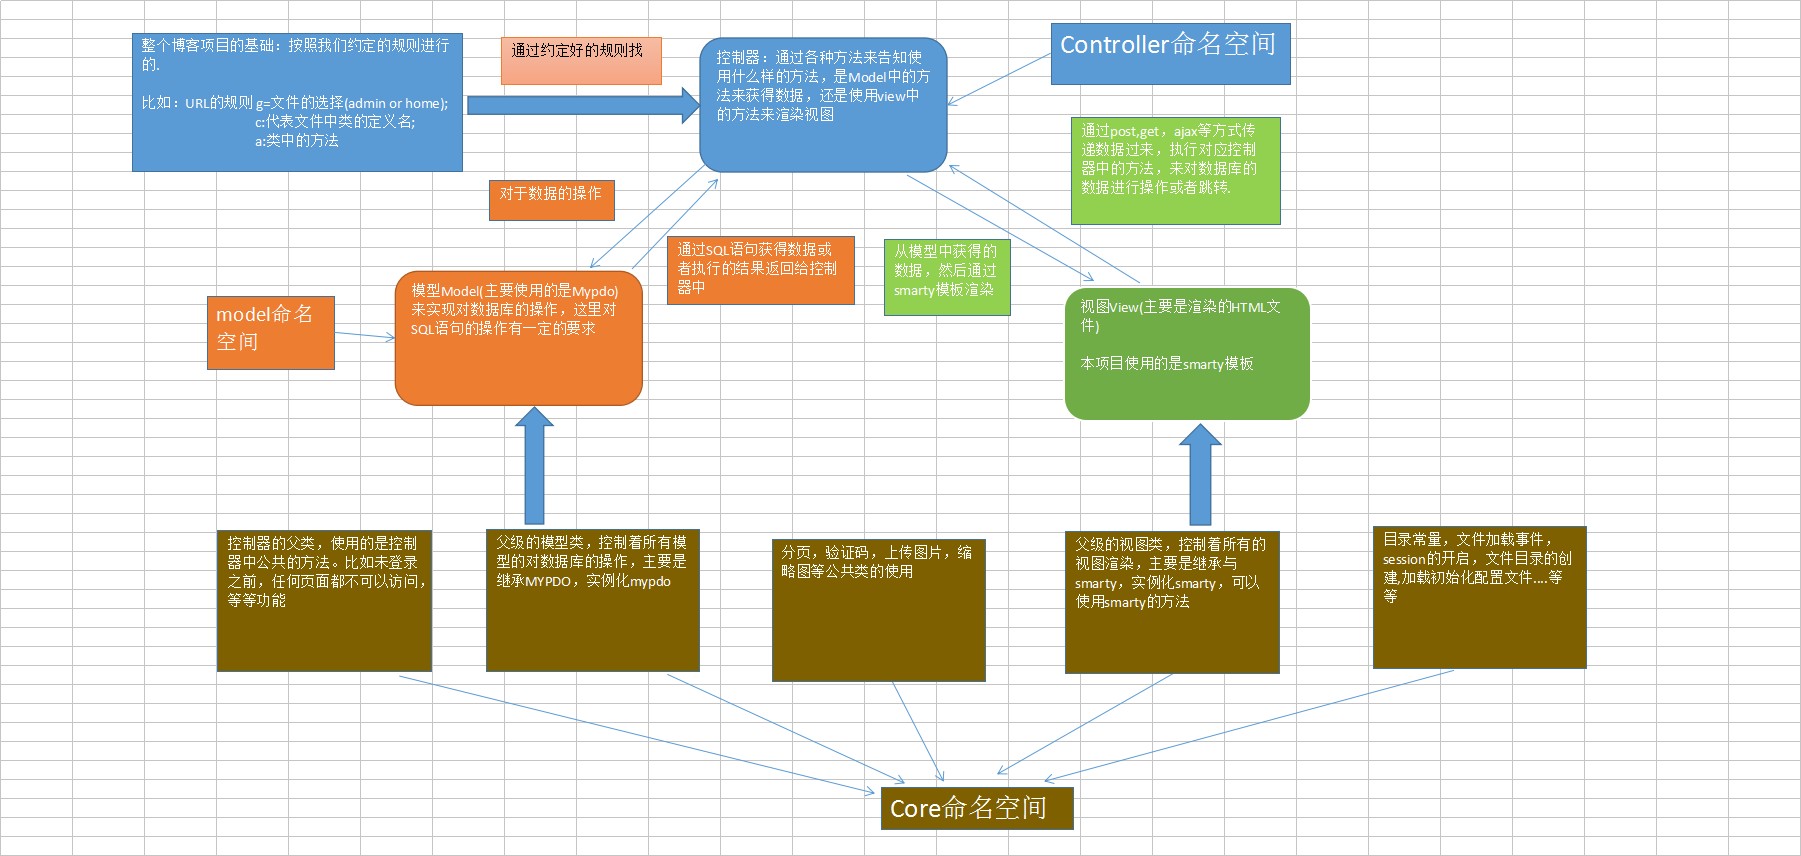 整个博客项目的基础：按照我们约定的规则进行
的.
比如：URL的规则 g=文件的选择(admin or home);
c:代表文件中类的定义名;
a:类中的方法
通过约定好的规则找
控制器：通过各种方法来告知使
用什么样的方法，是Model中的方
法来获得数据，还是使用view中
的方法来渲染视图
Controller命名空间
通过post,get，ajax等方式传
递数据过来，执行对应控制
器中的方法，来对数据库的
数据进行操作或者跳转.
对于数据的操作
通过SQL语句获得数据或
者执行的结果返回给控制
器中
从模型中获得的
数据，然后通过
smarty模板渲染
model命名
空间
模型Model(主要使用的是Mypdo)
来实现对数据库的操作，这里对
SQL语句的操作有一定的要求
视图View(主要是渲染的HTML文
件)
本项目使用的是smarty模板
控制器的父类，使用的是控制
器中公共的方法。比如未登录
之前，任何页面都不可以访问，
等等功能
父级的模型类，控制着所有模
型的对数据库的操作，主要是
继承MYPDO，实例化mypdo
分页，验证码，上传图片，缩
略图等公共类的使用
父级的视图类，控制着所有的
视图渲染，主要是继承与
smarty，实例化smarty，可以
使用smarty的方法
目录常量，文件加载事件，
session的开启，文件目录的创
建,加载初始化配置文件....等
等
Core命名空间